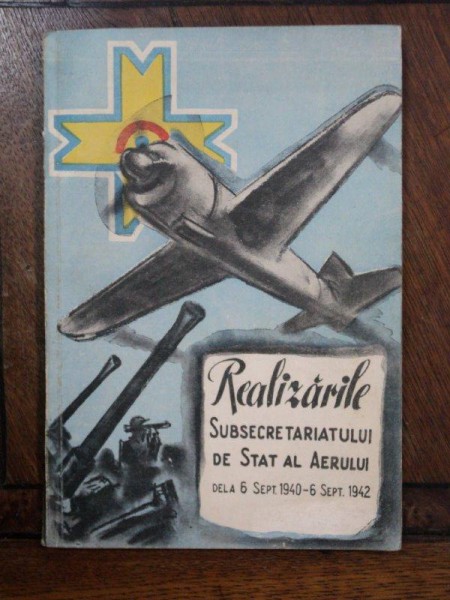 Realizările
SUBSECRETARIATULUI
DE STAT AL AERULUI
DELA 6 SEPT. 1940-6 SEPT. 1942